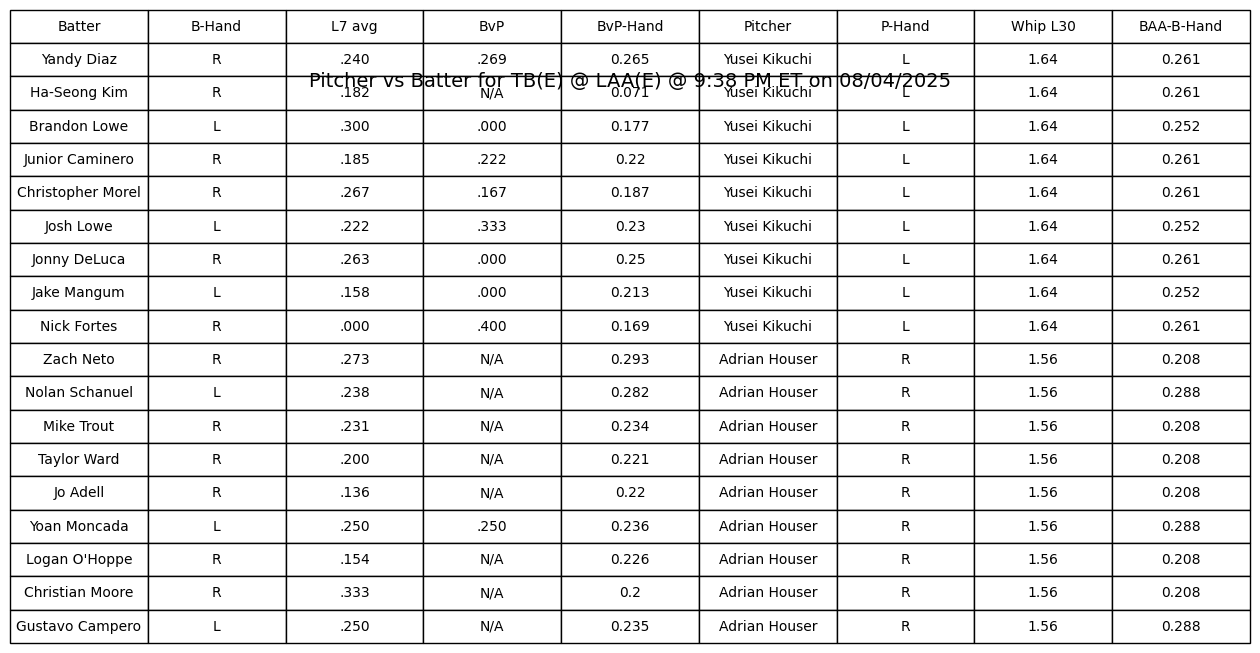 Batter B-Hand L7 avg BvP BvP-Hand Pitcher P-Hand Whip L30 BAA-B-Hand
Yandy Diaz R .240 .269 0.265 Yusei Kikuchi L 1.64 0.261
Pitcher vs Batter for TB(E) @ LAA(E) @ 9:38 PM ET on 08/04/2025
Ha-Seong Kim R .182 N/A 0.071 Yusei Kikuchi L 1.64 0.261
Brandon Lowe L .300 .000 0.177 Yusei Kikuchi L 1.64 0.252
Junior Caminero R .185 .222 0.22 Yusei Kikuchi L 1.64 0.261
Christopher Morel R .267 .167 0.187 Yusei Kikuchi L 1.64 0.261
Josh Lowe L .222 .333 0.23 Yusei Kikuchi L 1.64 0.252
Jonny DeLuca R .263 .000 0.25 Yusei Kikuchi L 1.64 0.261
Jake Mangum L .158 .000 0.213 Yusei Kikuchi L 1.64 0.252
Nick Fortes R .000 .400 0.169 Yusei Kikuchi L 1.64 0.261
Zach Neto R .273 N/A 0.293 Adrian Houser R 1.56 0.208
Nolan Schanuel L .238 N/A 0.282 Adrian Houser R 1.56 0.288
Mike Trout R .231 N/A 0.234 Adrian Houser R 1.56 0.208
Taylor Ward R .200 N/A 0.221 Adrian Houser R 1.56 0.208
Jo Adell R .136 N/A 0.22 Adrian Houser R 1.56 0.208
Yoan Moncada L .250 .250 0.236 Adrian Houser R 1.56 0.288
Logan O'Hoppe R .154 N/A 0.226 Adrian Houser R 1.56 0.208
Christian Moore R .333 N/A 0.2 Adrian Houser R 1.56 0.208
Gustavo Campero L .250 N/A 0.235 Adrian Houser R 1.56 0.288